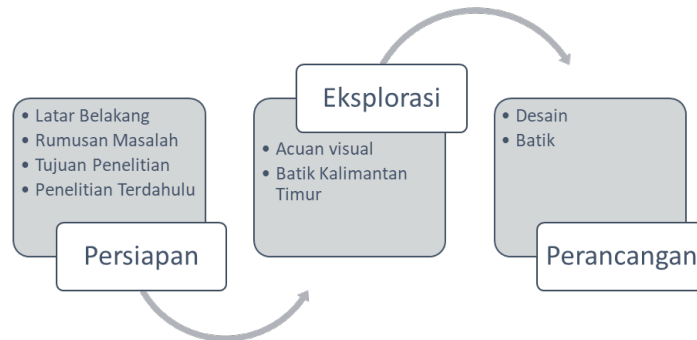 • Latar Belakang
• Rumusan Masalah
• Tujuan Penelitian
• Penelitian Terdahulu
Persiapan
Eksplorasi
• Acuan visual
• Batik Kalimantan
Timur
• Desain
• Batik
Perancangan